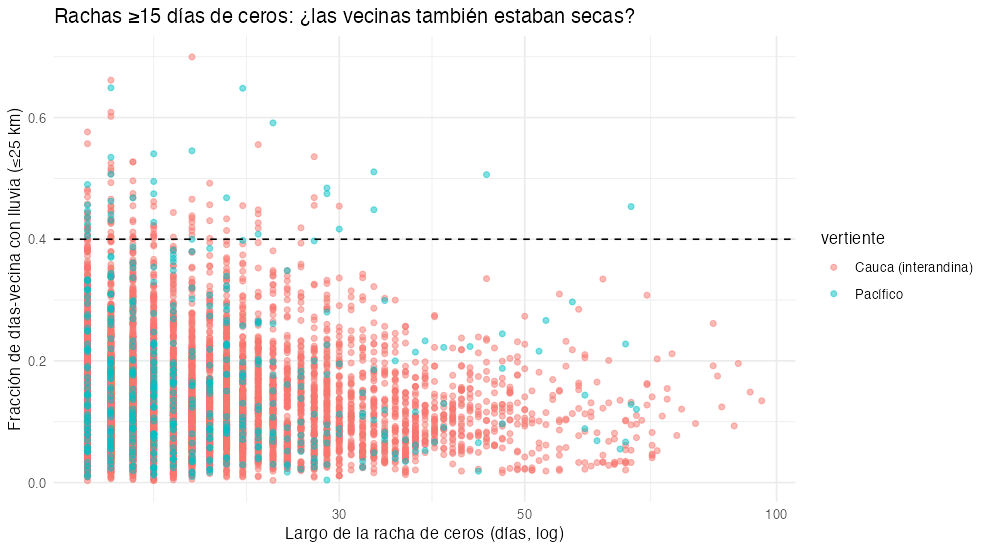 Rachas ≥15 días de ceros: ¿las vecinas también estaban secas?
Fracción de días-vecina con lluvia (≤25 km)
0.6
0.4
0.2
0.0
30
50
100
Largo de la racha de ceros (días, log)
vertiente
Cauca (interandina)
Pacífico